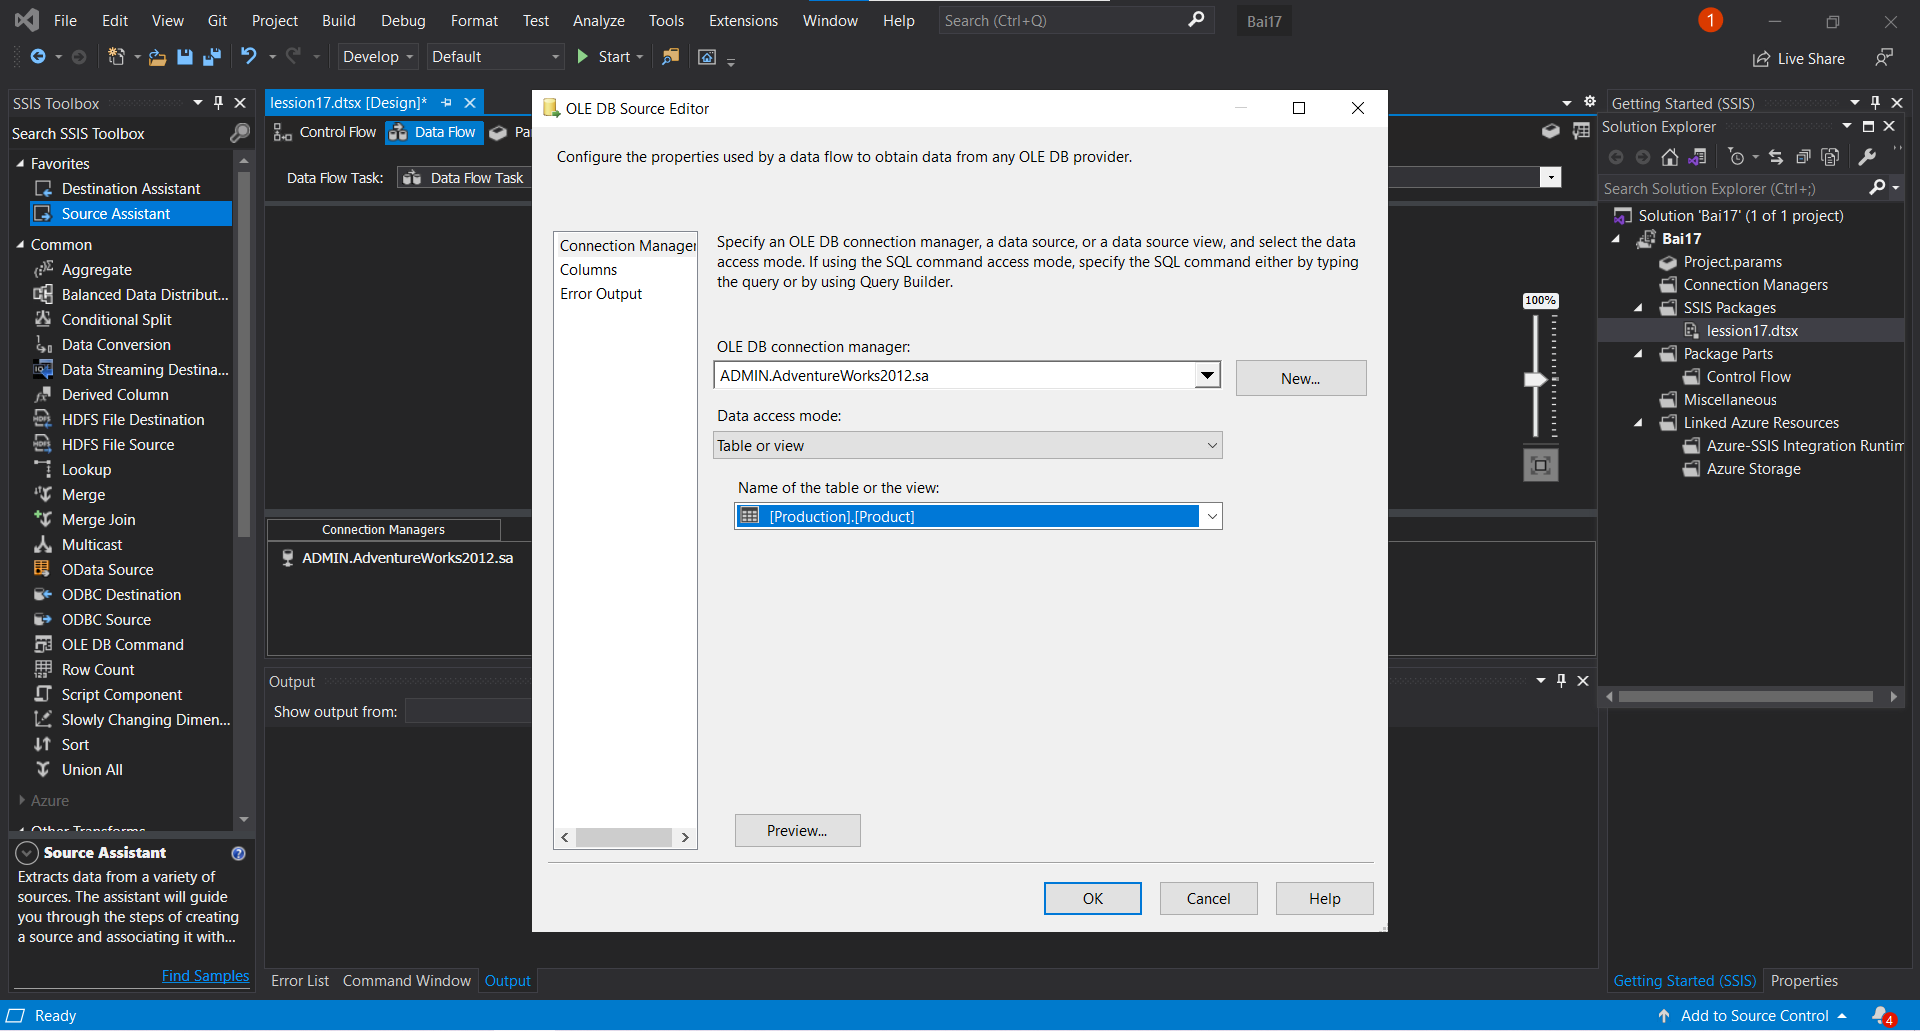 File Edit View Git Project Build Debug Format Test Analyze Tools Extensions Window Help Search (Ctrl+Q) Bai17 1
Develop Default Start Live Share
SSIS Toolbox
Search SSIS Toolbox
Favorites
Destination Assistant
Source Assistant
Common
Aggregate
Balanced Data Distribut...
Conditional Split
Data Conversion
Data Streaming Destina...
Derived Column
HDFS File Destination
HDFS File Source
Lookup
Merge
Merge Join
Multicast
OData Source
ODBC Destination
ODBC Source
OLE DB Command
Row Count
Script Component
Slowly Changing Dimen...
Sort
Union All
Azure
Other Transforms
Source Assistant
Extracts data from a variety of
sources. The assistant will guide
you through the steps of creating
a source and associating it with...
Find Samples
lession17.dtsx [Design]*
Control Flow Data Flow Pa
Data Flow Task: Data Flow Task
100%
Connection Managers
ADMIN.AdventureWorks2012.sa
Output
Show output from:
Error List Command Window Output
OLE DB Source Editor
Configure the properties used by a data flow to obtain data from any OLE DB provider.
Connection Manager
Columns
Error Output
Specify an OLE DB connection manager, a data source, or a data source view, and select the data
access mode. If using the SQL command access mode, specify the SQL command either by typing
the query or by using Query Builder.
OLE DB connection manager:
ADMIN.AdventureWorks2012.sa New...
Data access mode:
Table or view
Name of the table or the view:
[Production].[Product]
Preview...
OK Cancel Help
Getting Started (SSIS)
Solution Explorer
Search Solution Explorer (Ctrl+;)
Solution 'Bai17' (1 of 1 project)
Bai17
Project.params
Connection Managers
SSIS Packages
lession17.dtsx
Package Parts
Control Flow
Miscellaneous
Linked Azure Resources
Azure-SSIS Integration Runtim
Azure Storage
Getting Started (SSIS) Properties
Ready Add to Source Control 4